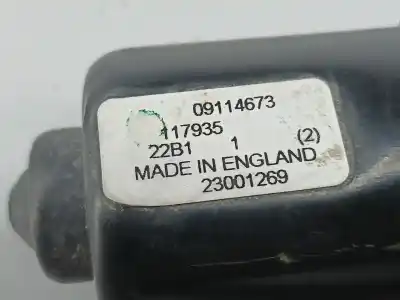 09114673
117935
22B1 1 (2)
MADE IN ENGLAND
23001269